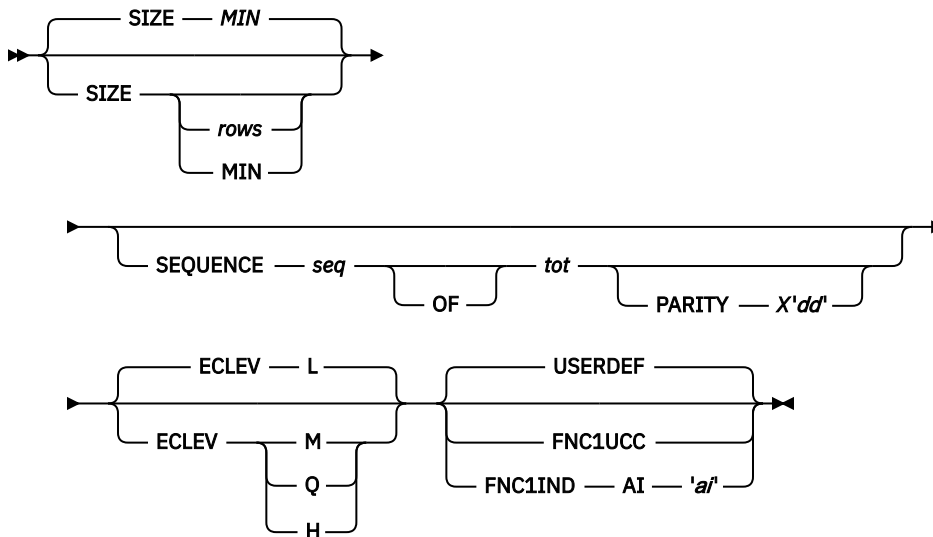 SIZE MIN
SIZE
rows
MIN
SEQUENCE seq tot
OF PARITY X'dd'
ECLEV L USERDEF
ECLEV M FNC1UCC
Q FNC1IND AI 'ai'
H